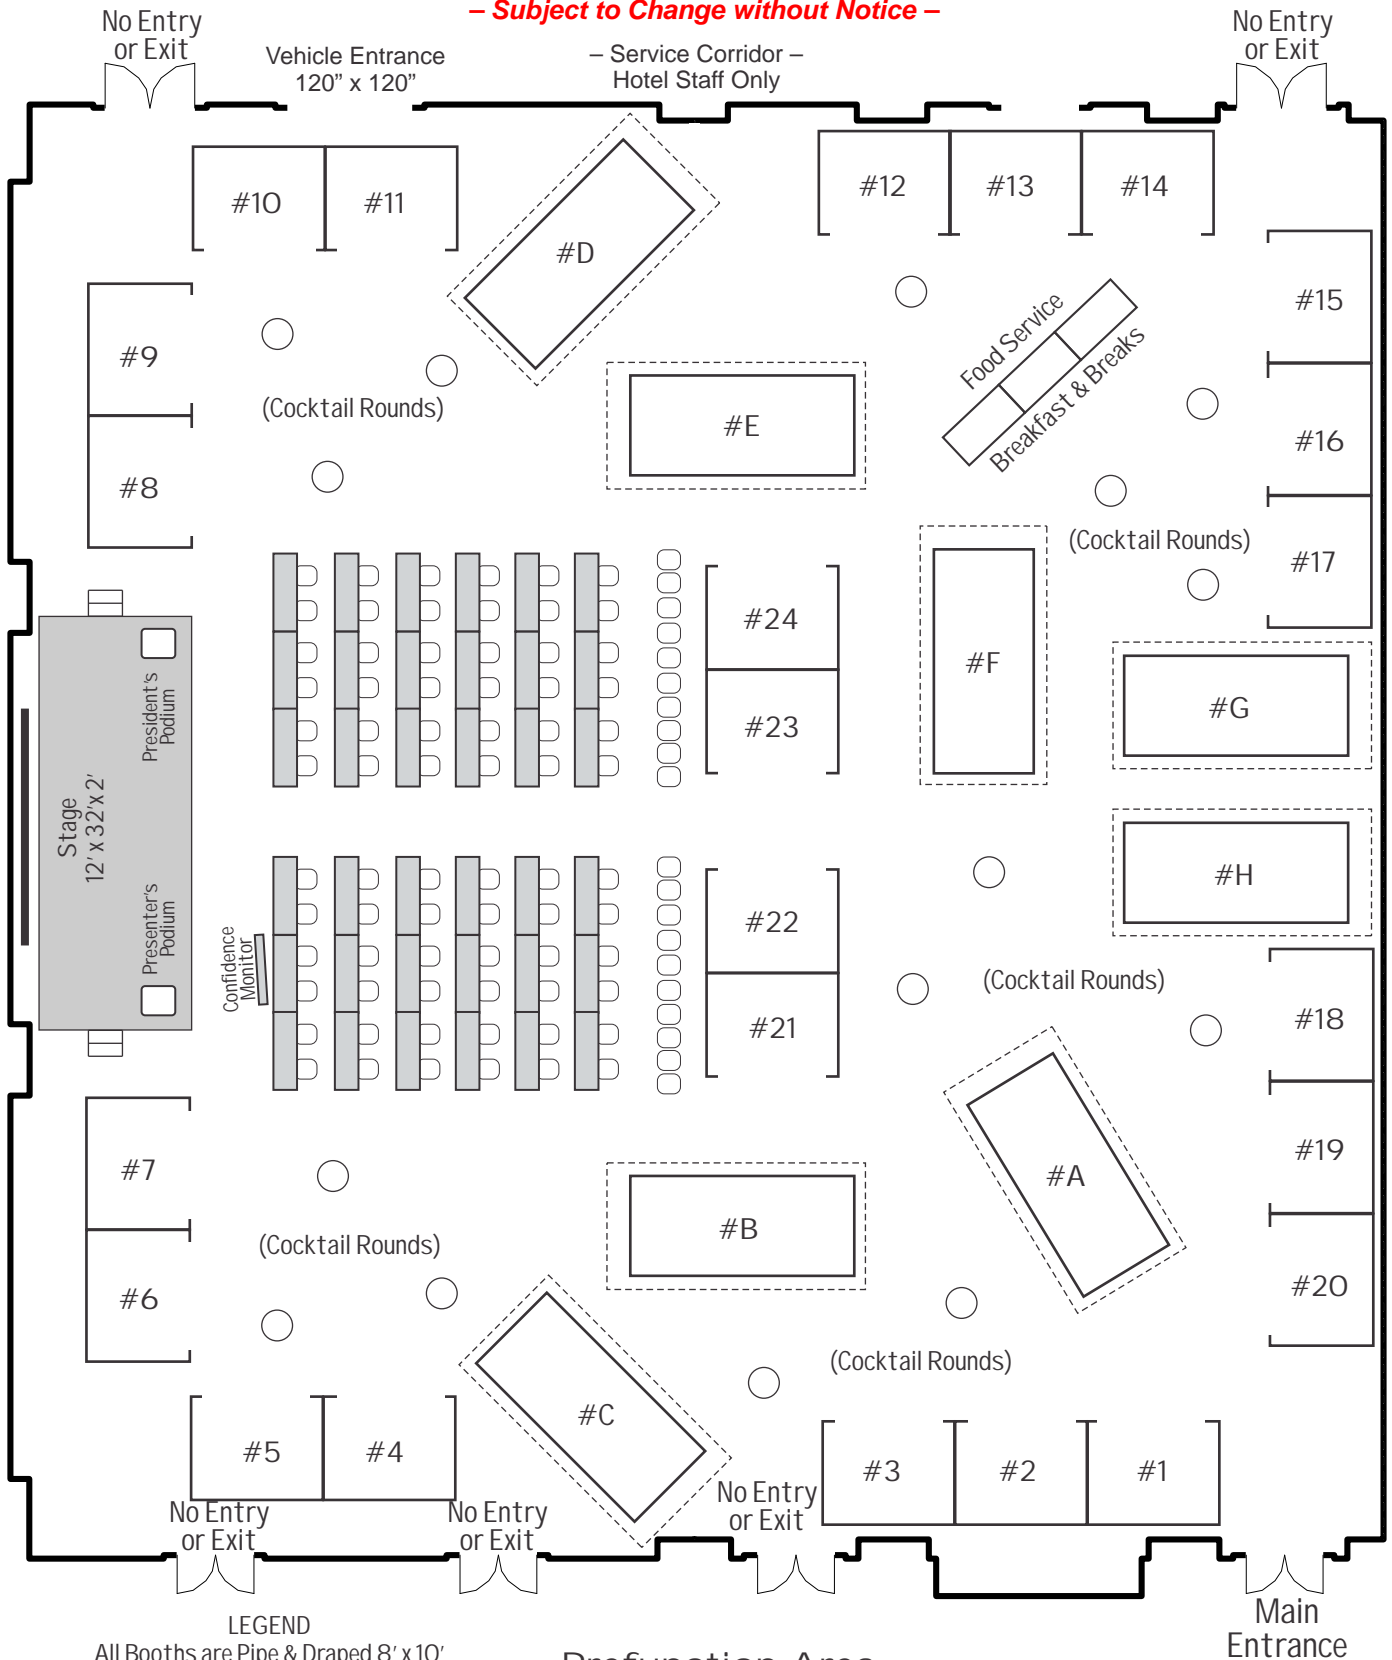 – Subject to Change without Notice –
No Entry
or Exit
Vehicle Entrance
120" x 120"
– Service Corridor –
Hotel Staff Only
No Entry
or Exit
#10
#11
#D
#12
#13
#14
#9
#8
(Cocktail Rounds)
#E
Food Service
Breakfast & Breaks
#15
#16
#17
(Cocktail Rounds)
#24
#23
#F
#G
President's
Podium
Stage
12' x 32'x 2'
Presenter's
Podium
Confidence
Monitor
#H
#22
#21
(Cocktail Rounds)
#18
#19
#20
#7
#6
(Cocktail Rounds)
#B
#A
(Cocktail Rounds)
#C
#5
#4
#3
#2
#1
No Entry
or Exit
No Entry
or Exit
No Entry
or Exit
LEGEND
All Booths are Pipe & Draped 8' x 10'
Prefunction Area
Main
Entrance